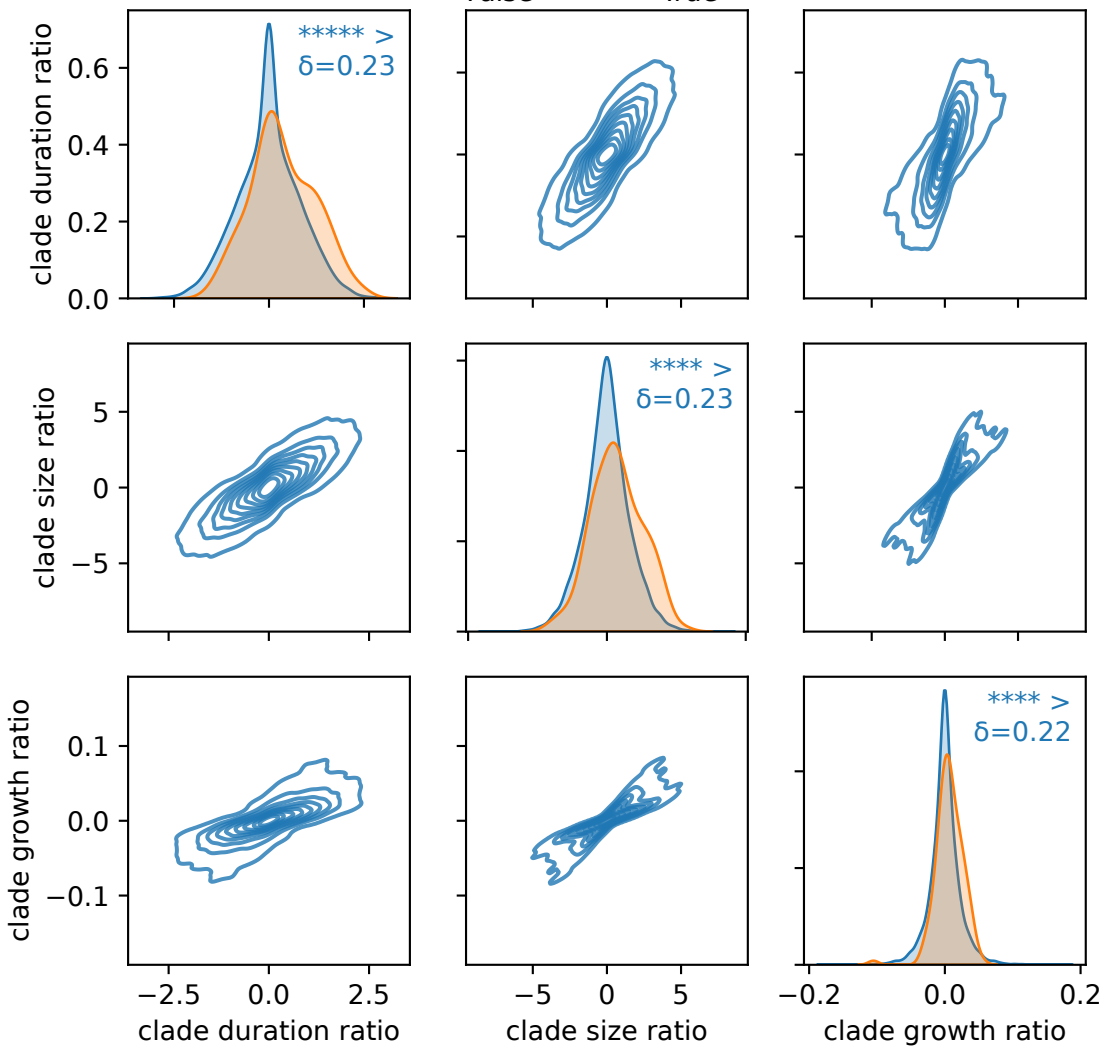 ***** >
δ=0.23
clade duration ratio
0.6
0.4
0.2
0.0
**** >
δ=0.23
clade size ratio
5
0
−5
**** >
δ=0.22
clade growth ratio
0.1
0.0
−0.1
−2.5 0.0 2.5
−5 0 5
−0.2 0.0 0.2
clade duration ratio
clade size ratio
clade growth ratio